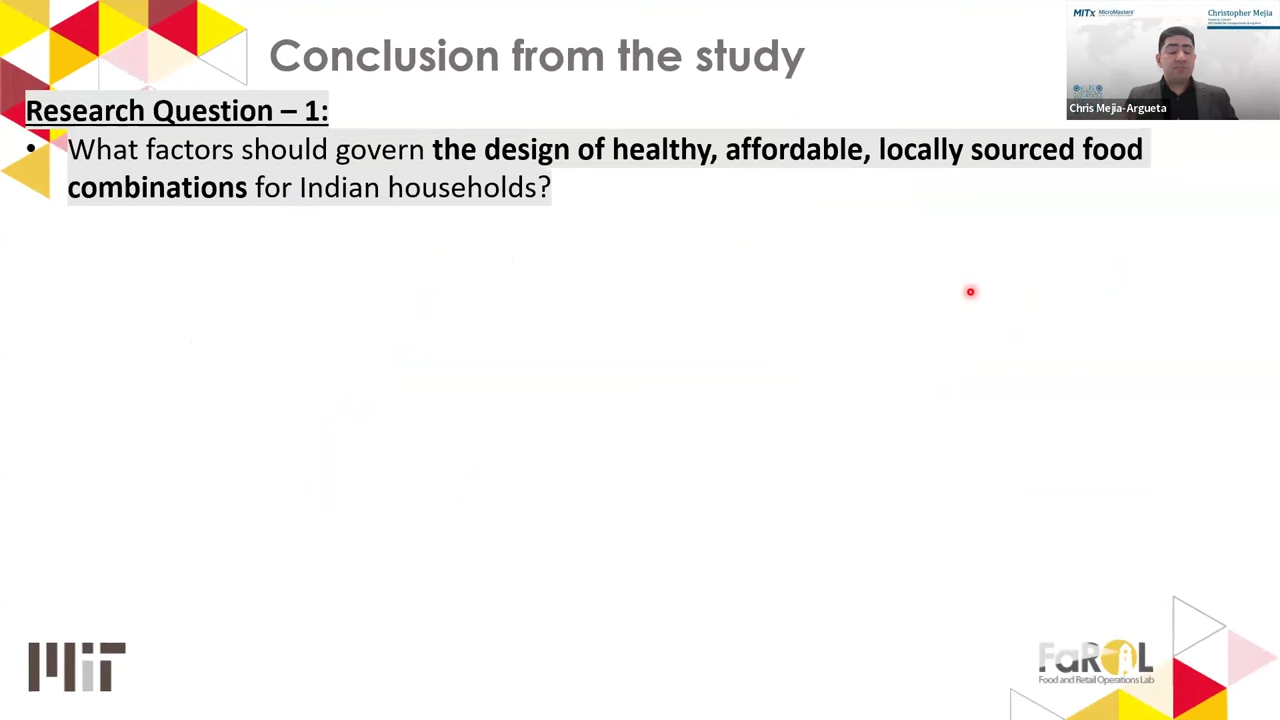 Conclusion from the study
MITx MicroMasters
Christopher Mejia
Chris Mejia-Argueta
Research Question – 1:
• What factors should govern the design of healthy, affordable, locally sourced food
combinations for Indian households?
MIT
FaROL
Food and Retail Operations Lab